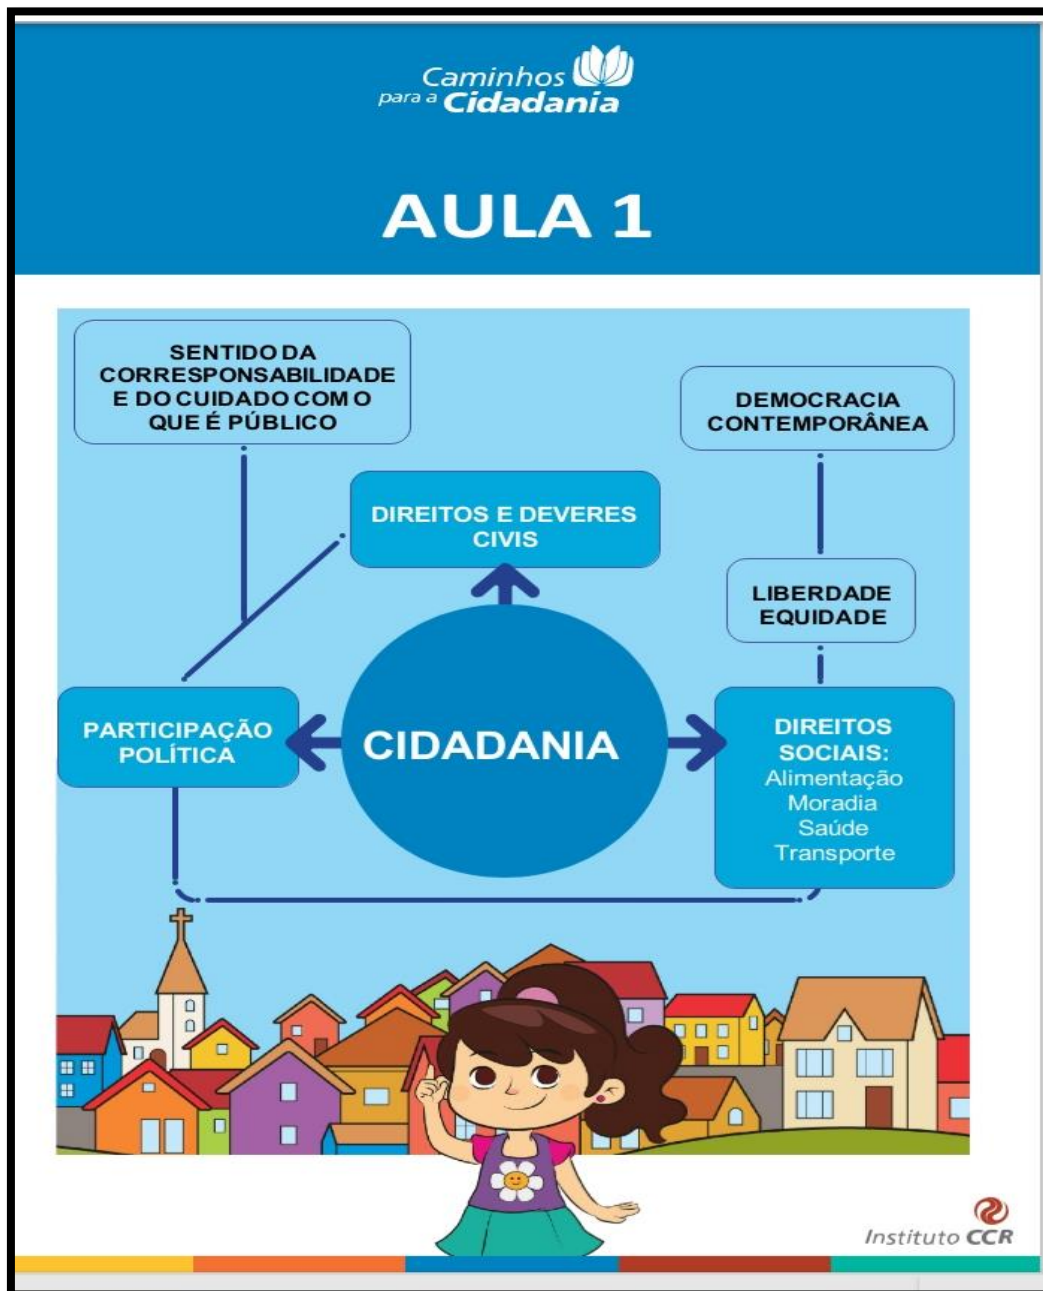 Caminhos
para a Cidadania
AULA 1
SENTIDO DA
CORRESPONSABILIDADE
E DO CUIDADO COM O
QUE É PÚBLICO
DEMOCRACIA
CONTEMPORÂNEA
DIREITOS E DEVERES
CIVIS
LIBERDADE
EQUIDADE
PARTICIPAÇÃO
POLÍTICA
CIDADANIA
DIREITOS
SOCIAIS:
Alimentação
Moradia
Saúde
Transporte
Instituto CCR